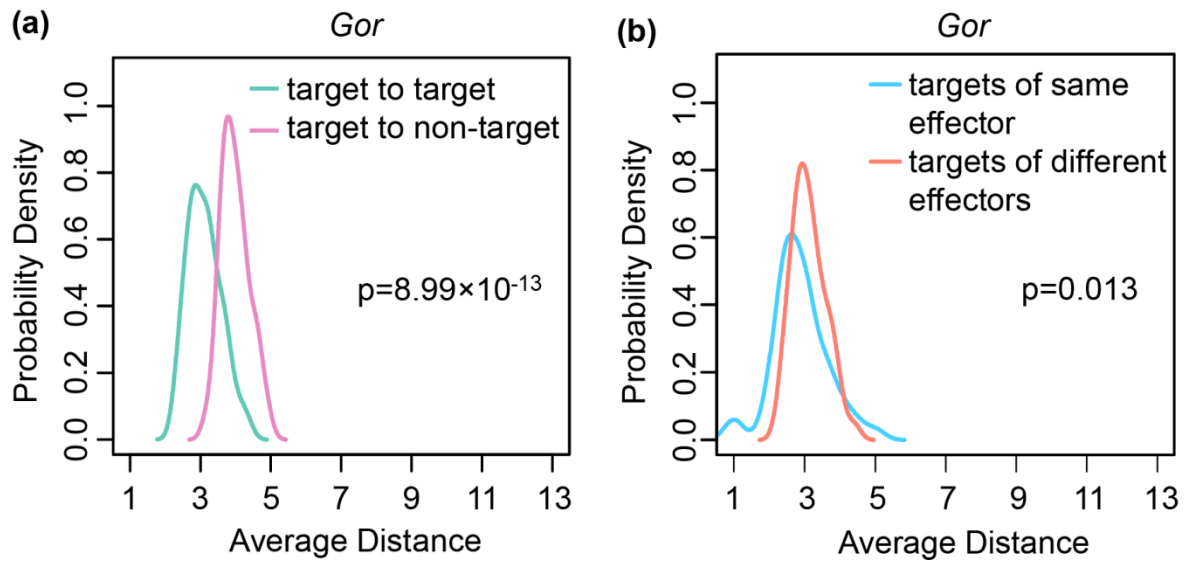 (a)
Gor
target to target
target to non-target
p=8.99×10⁻¹³
Probability Density
0.0 0.2 0.4 0.6 0.8 1.0
1 3 5 7 9 11 13
Average Distance
(b)
Gor
targets of same
effector
targets of different
effectors
p=0.013
Probability Density
0.0 0.2 0.4 0.6 0.8 1.0
1 3 5 7 9 11 13
Average Distance